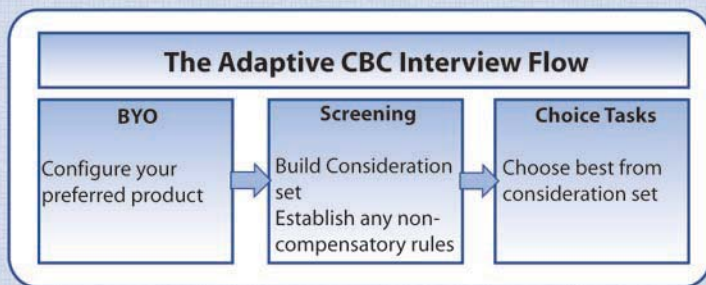 The Adaptive CBC Interview Flow
BYO
Configure your
preferred product
Screening
Build Consideration
set
Establish any non-
compensatory rules
Choice Tasks
Choose best from
consideration set